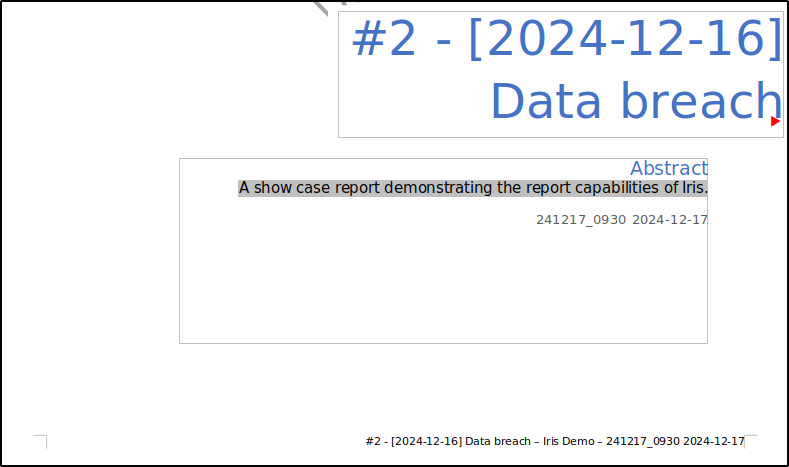 #2 - [2024-12-16]
Data breach
Abstract
A show case report demonstrating the report capabilities of Iris.
241217_0930 2024-12-17
#2 - [2024-12-16] Data breach – Iris Demo – 241217_0930 2024-12-17